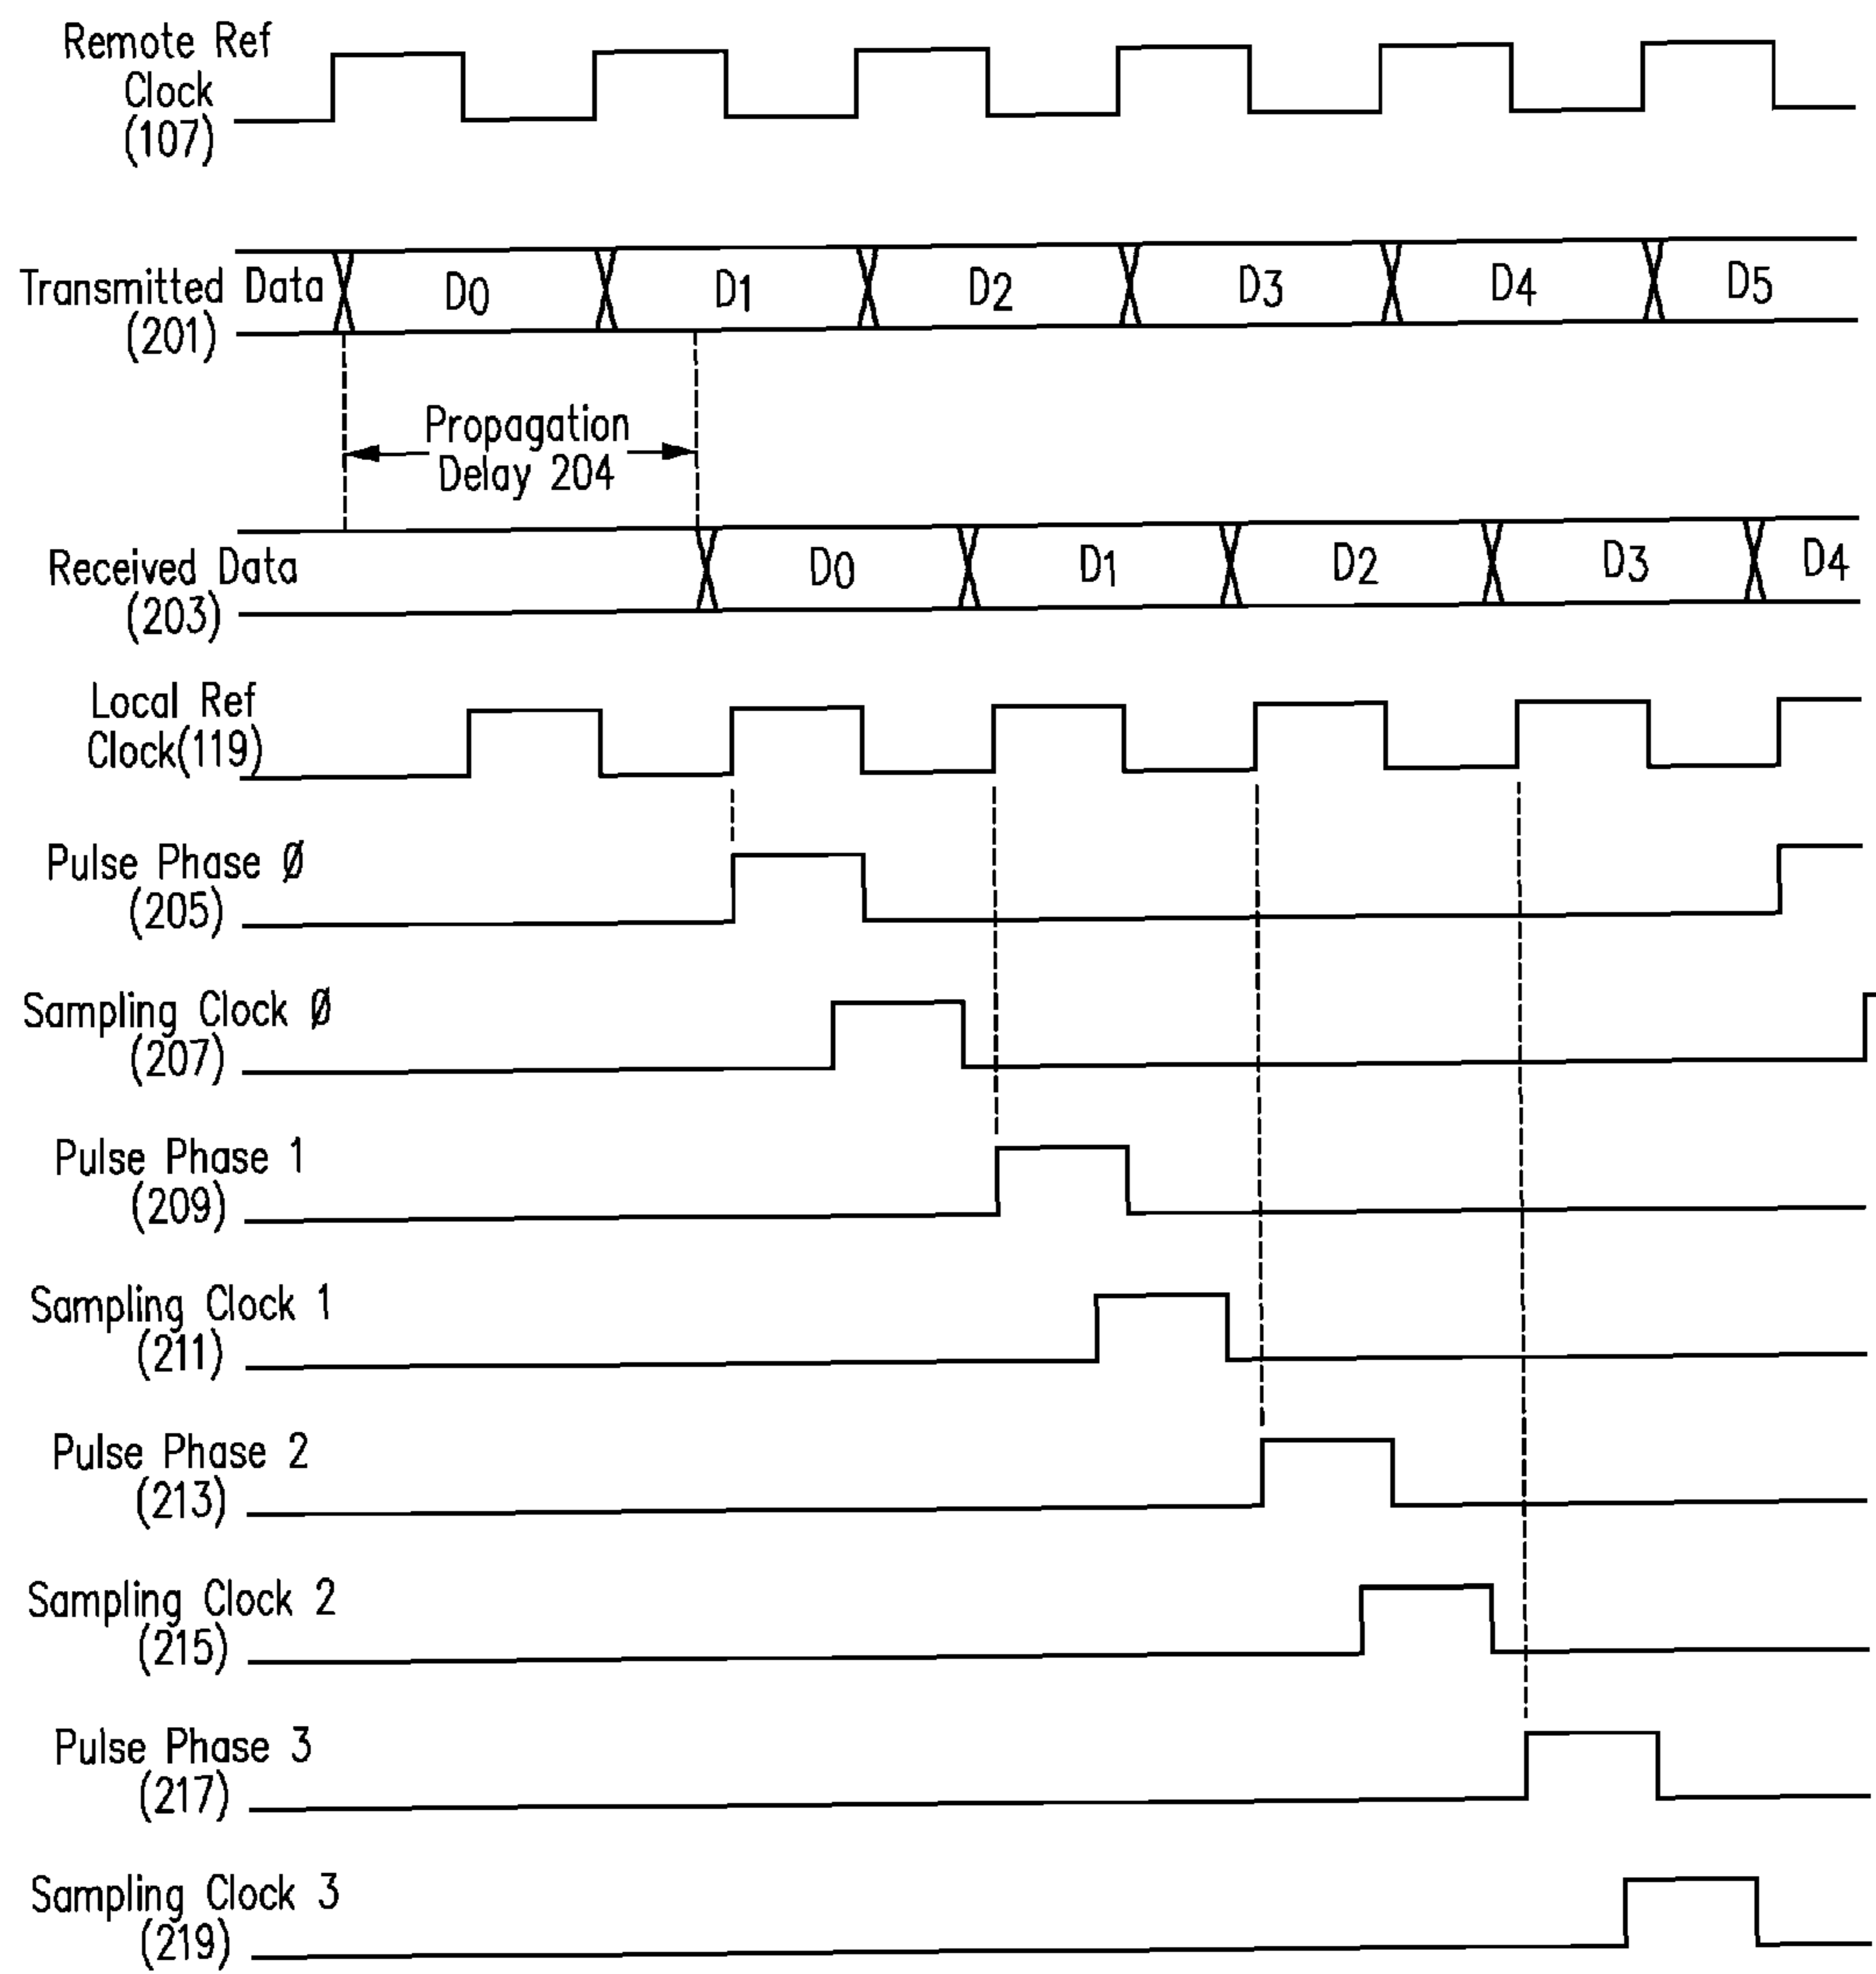 Remote Ref
Clock
(107)
Transmitted Data
(201)
D0 D1 D2 D3 D4 D5
Propagation
Delay 204
Received Data
(203)
D0 D1 D2 D3 D4
Local Ref
Clock(119)
Pulse Phase Ø
(205)
Sampling Clock Ø
(207)
Pulse Phase 1
(209)
Sampling Clock 1
(211)
Pulse Phase 2
(213)
Sampling Clock 2
(215)
Pulse Phase 3
(217)
Sampling Clock 3
(219)